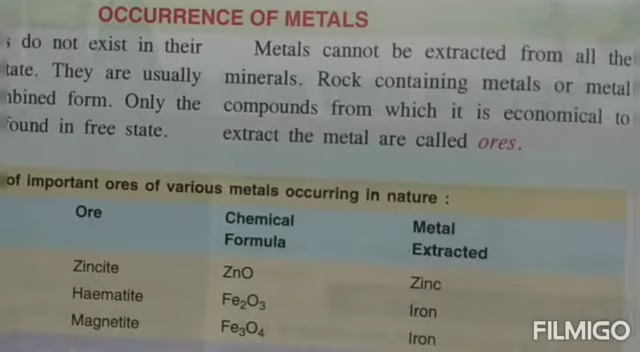 OCCURRENCE OF METALS
do not exist in their
They are usually
form. Only the
found in free state.
Metals cannot be extracted from all the
minerals. Rock containing metals or metal
compounds from which it is economical to
extract the metal are called ores.
of important ores of various metals occurring in nature :
Ore Chemical Formula Metal Extracted
Zincite ZnO Zinc
Haematite Fe₂O₃ Iron
Magnetite Fe₃O₄ Iron
FILMIGO